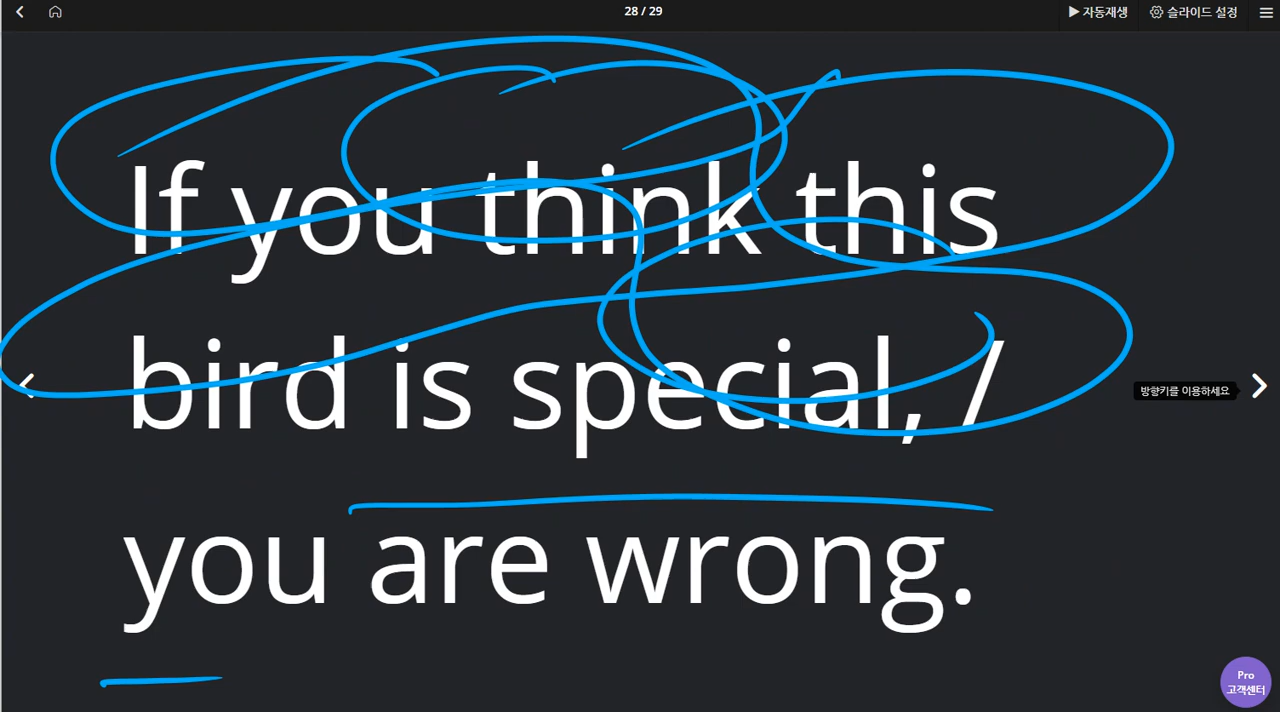 28 / 29
자동재생
슬라이드 설정
If you think this
bird is special, /
방향키를 이용하세요
you are wrong.
Pro
고객센터